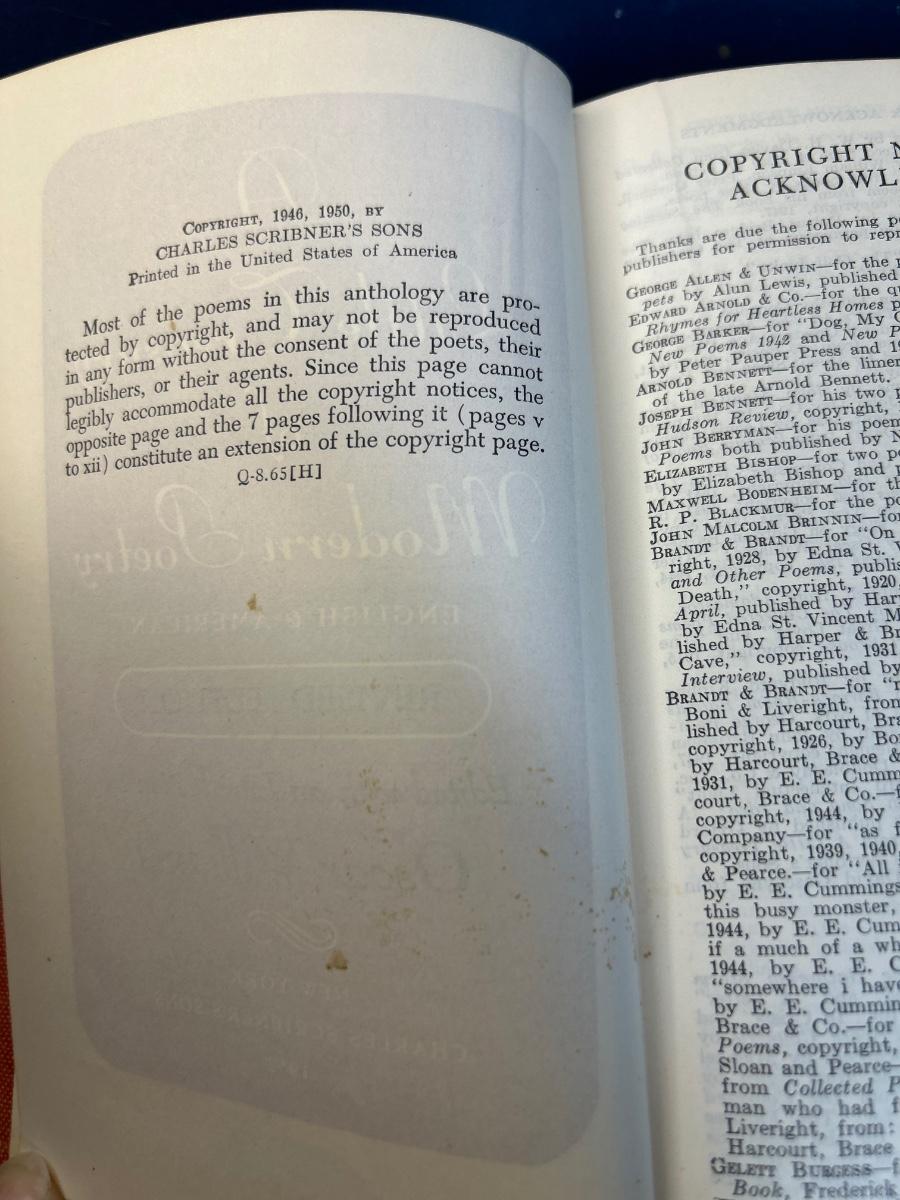 COPYRIGHT, 1946, 1950, BY
CHARLES SCRIBNER'S SONS
Printed in the United States of America
Most of the poems in this anthology are pro-
tected by copyright, and may not be reproduced
in any form without the consent of the poets, their
publishers, or their agents. Since this page cannot
legibly accommodate all the copyright notices, the
opposite page and the 7 pages following it (pages v
to xii) constitute an extension of the copyright page.
Q-8.65[H]
Modern Poetry
ENGLISH & AMERICAN
COPYRIGHT
ACKNOWL
Thanks are due the following
publishers for permission to repr
GEORGE ALLEN & UNWIN—for the
pets by Alun Lewis, published
EDWARD ARNOLD & CO.—for the
Rhymes for Heartless Homes
GEORGE BARKER—for "Dog, My
New Poems 1942 and New
by Peter Pauper Press and
ARNOLD BENNETT—for the limer
of the late Arnold Bennett.
JOSEPH BENNETT—for his two
Hudson Review, copyright,
JOHN BERRYMAN—for his poem
Poems both published by
ELIZABETH BISHOP—for two
by Elizabeth Bishop and
MAXWELL BODENHEIM—for
R. P. BLACKMUR—for the
JOHN MALCOLM BRINNIN—for
BRANDT & BRANDT—for "On
right, 1928, by Edna St.
and Other Poems, publis
Death," copyright, 1920,
April, published by Har
by Edna St. Vincent
lished by Harper &
Cave," copyright, 1931
Interview, published by
BRANDT & BRANDT—for
Boni & Liveright, from
lished by Harcourt,
copyright, 1926, by
by Harcourt, Brace &
1931, by E. E. Cumm
court, Brace & Co.—
copyright, 1944, by
Company—for "as
copyright, 1939, 1940,
& Pearce.—for "All
by E. E. Cummings
this busy monster,
1944, by E. E. Cum
if a much of a wh
1944, by E. E.
"somewhere i have
by E. E. Cummin
Brace & Co.—for
Poems, copyright,
Sloan and Pearce—
from Collected
man who had
Liveright, from:
Harcourt, Brace
GELETT BURGESS—
Book, Frederick